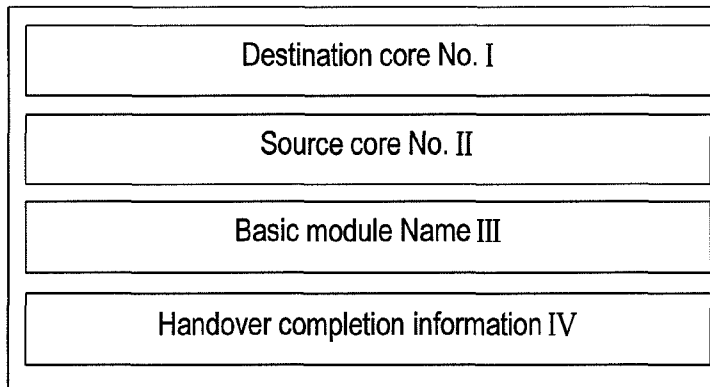 Destination core No. I
Source core No. II
Basic module Name III
Handover completion information IV